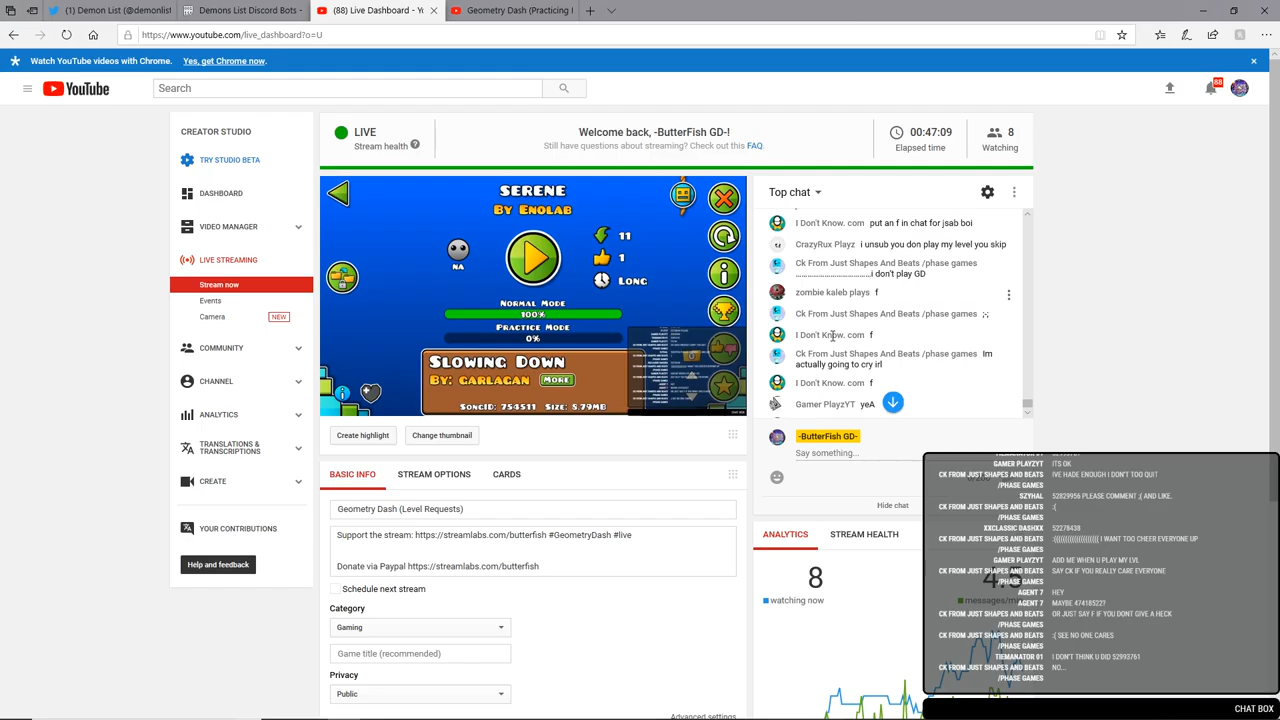 (1) Demon List (@demonlist
Demons List Beta Bot -
(88) Live Dashboard - Y
Geometry Dash (Practicing
https://www.youtube.com/live_dashboard?o=U
Watch YouTube videos with Chrome. Yes, get Chrome now.
YouTube
Search
88
CREATOR STUDIO
TRY STUDIO BETA
DASHBOARD
VIDEO MANAGER
LIVE STREAMING
Stream now
Events
Camera NEW
COMMUNITY
CHANNEL
ANALYTICS
TRANSLATIONS &
TRANSCRIPTIONS
CREATE
YOUR CONTRIBUTIONS
Help and feedback
LIVE
Stream health
Welcome back, -ButterFish GD-!
Still have questions about streaming? Check out this FAQ.
00:47:09
Elapsed time
8
Watching
SERENE
BY ENOLAB
NA
11
1
LONG
NORMAL MODE
100%
PRACTICE MODE
0%
SLOWING DOWN
BY: CARLAGAN MORE
SONGID: 754511 SIZE: 5.79MB
Create highlight
Change thumbnail
BASIC INFO
STREAM OPTIONS
CARDS
Geometry Dash (Level Requests)
Support the stream: https://streamlabs.com/butterfish #GeometryDash #live
Donate via Paypal https://streamlabs.com/butterfish
Schedule next stream
Category
Gaming
Game title (recommended)
Privacy
Public
Advanced settings
Top chat
I Don't Know. com put an f in chat for jsab boi
CrazyRux Playz i unsub you don play my level you skip
Ck From Just Shapes And Beats /phase games
........................................i don't play GD
zombie kaleb plays f
Ck From Just Shapes And Beats /phase games ;-;
I Don't Know. com f
Ck From Just Shapes And Beats /phase games Im
actually going to cry irl
I Don't Know. com f
Gamer PlayzYT yeA
-ButterFish GD-
Say something...
Hide chat
ANALYTICS
STREAM HEALTH
8
watching now
4.5
messages/mi
GAMER PLAYZYT ITS OK
CK FROM JUST SHAPES AND BEATS IVE HADE ENOUGH I DON'T TOO QUIT
/PHASE GAMES
SZYHAL 52829956 PLEASE COMMENT ;( AND LIKE.
CK FROM JUST SHAPES AND BEATS :(
/PHASE GAMES
XXCLASSIC DASHXX 52278438
CK FROM JUST SHAPES AND BEATS :(((((((((((((((((((( I WANT TOO CHEER EVERYONE UP
/PHASE GAMES
GAMER PLAYZYT ADD ME WHEN U PLAY MY LVL
CK FROM JUST SHAPES AND BEATS SAY CK IF YOU REALLY CARE EVERYONE
/PHASE GAMES
AGENT 7 HEY
AGENT 7 MAYBE 47418522?
CK FROM JUST SHAPES AND BEATS OR JUST SAY F IF YOU DONT GIVE A HECK
/PHASE GAMES
CK FROM JUST SHAPES AND BEATS :( SEE NO ONE CARES
/PHASE GAMES
TIEMANATOR 01 I DON'T THINK U DID 52993761
CK FROM JUST SHAPES AND BEATS NO...
/PHASE GAMES
CHAT BOX